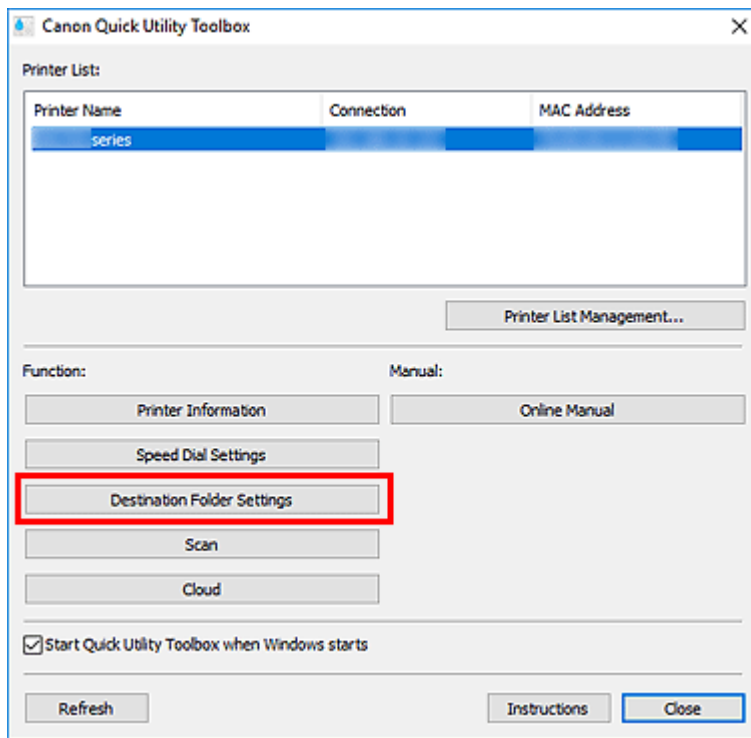 Canon Quick Utility Toolbox
Printer List:
Printer Name Connection MAC Address
series
Printer List Management...
Function: Manual:
Printer Information Online Manual
Speed Dial Settings
Destination Folder Settings
Scan
Cloud
Start Quick Utility Toolbox when Windows starts
Refresh Instructions Close